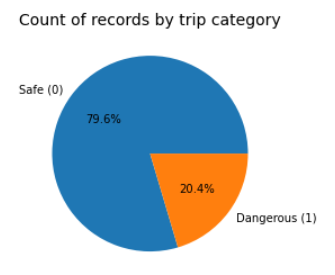 Count of records by trip category
Safe (0)
79.6%
20.4%
Dangerous (1)